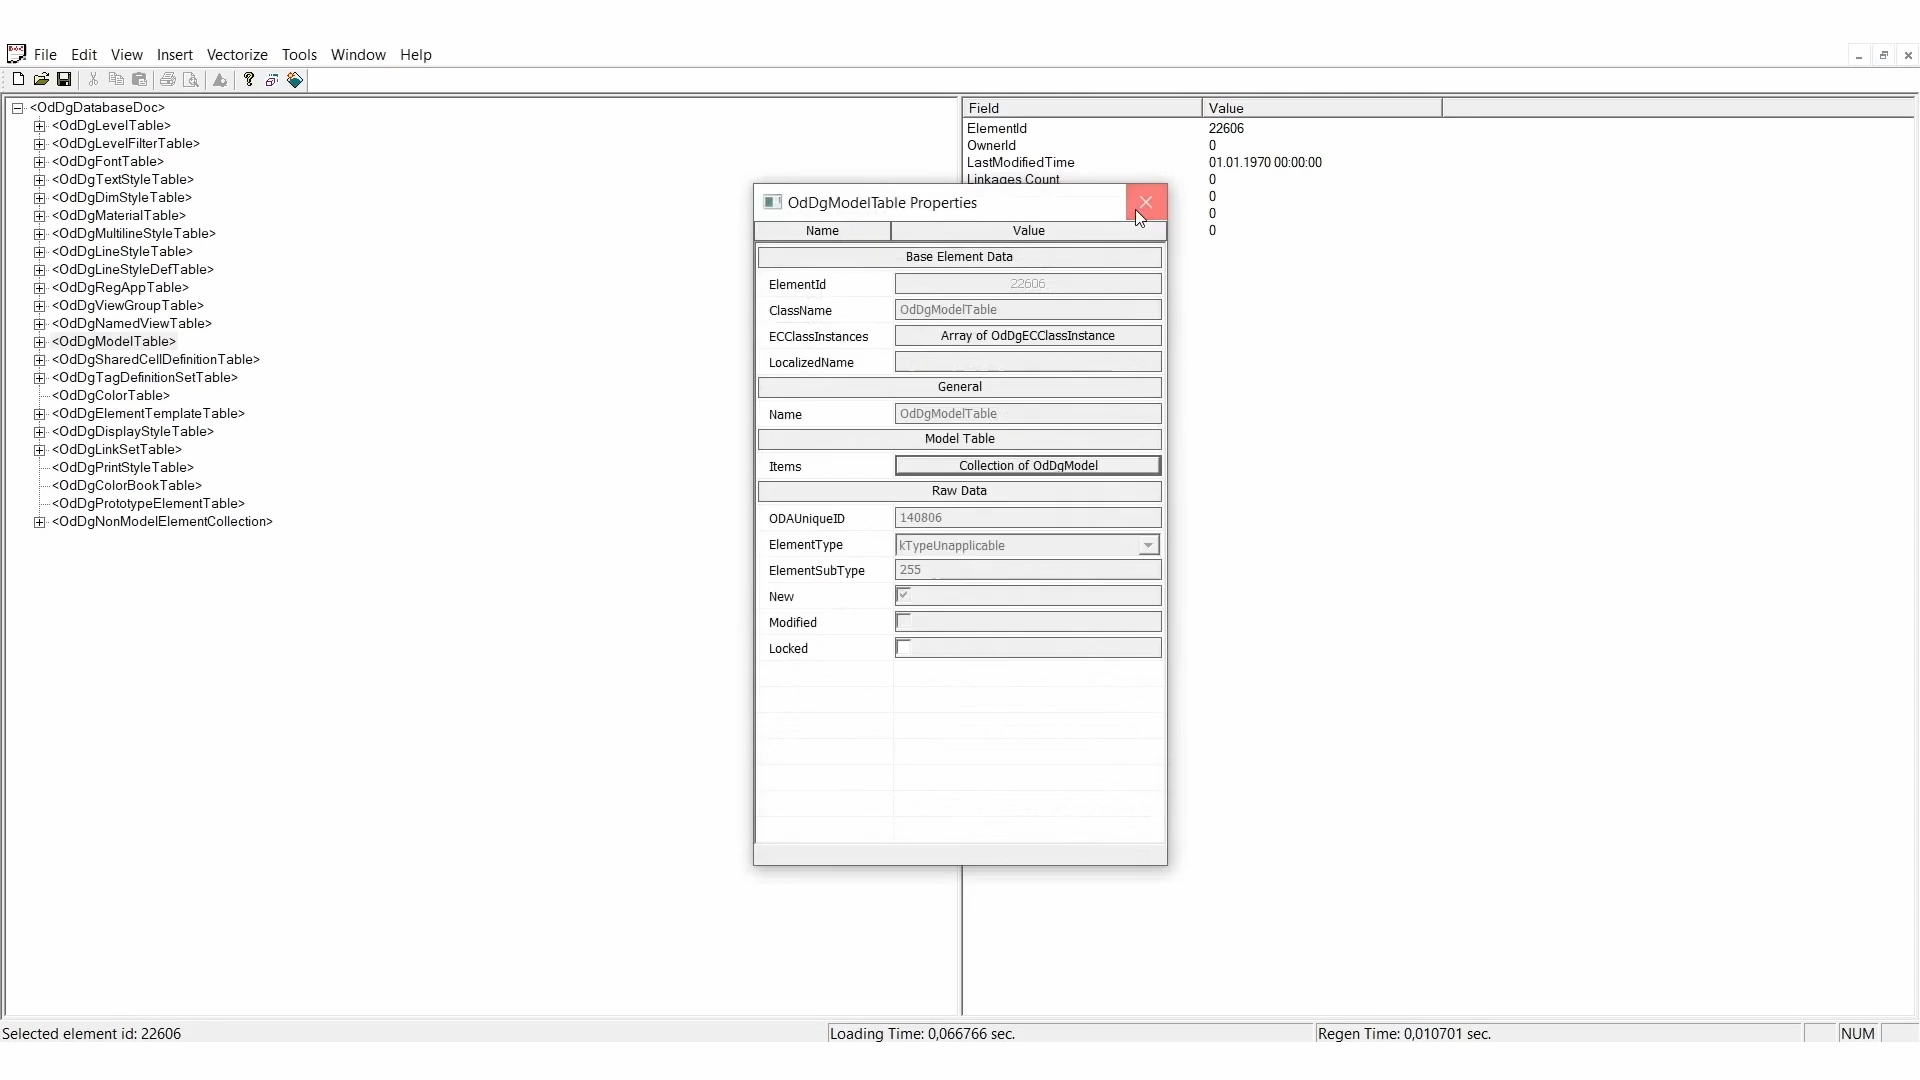 File Edit View Insert Vectorize Tools Window Help
<OdDgDatabaseDoc>
<OdDgLevelTable>
<OdDgLevelFilterTable>
<OdDgFontTable>
<OdDgTextStyleTable>
<OdDgDimStyleTable>
<OdDgMaterialTable>
<OdDgMultilineStyleTable>
<OdDgLineStyleTable>
<OdDgLineStyleDefTable>
<OdDgRegAppTable>
<OdDgViewGroupTable>
<OdDgNamedViewTable>
<OdDgModelTable>
<OdDgSharedCellDefinitionTable>
<OdDgTagDefinitionSetTable>
<OdDgColorTable>
<OdDgElementTemplateTable>
<OdDgDisplayStyleTable>
<OdDgLinkSetTable>
<OdDgPrintStyleTable>
<OdDgColorBookTable>
<OdDgPrototypeElementTable>
<OdDgNonModelElementCollection>
Field Value
ElementId 22606
OwnerId 0
LastModifiedTime 01.01.1970 00:00:00
Linkages Count 0
0
0
0
OdDgModelTable Properties
Name Value
Base Element Data
ElementId 22606
ClassName OdDgModelTable
ECClassInstances Array of OdDgECClassInstance
LocalizedName
General
Name OdDgModelTable
Model Table
Items Collection of OdDgModel
Raw Data
ODAUniqueID 140806
ElementType kTypeUnapplicable
ElementSubType 255
New
Modified
Locked
Selected element id: 22606 Loading Time: 0,066766 sec. Regen Time: 0,010701 sec. NUM